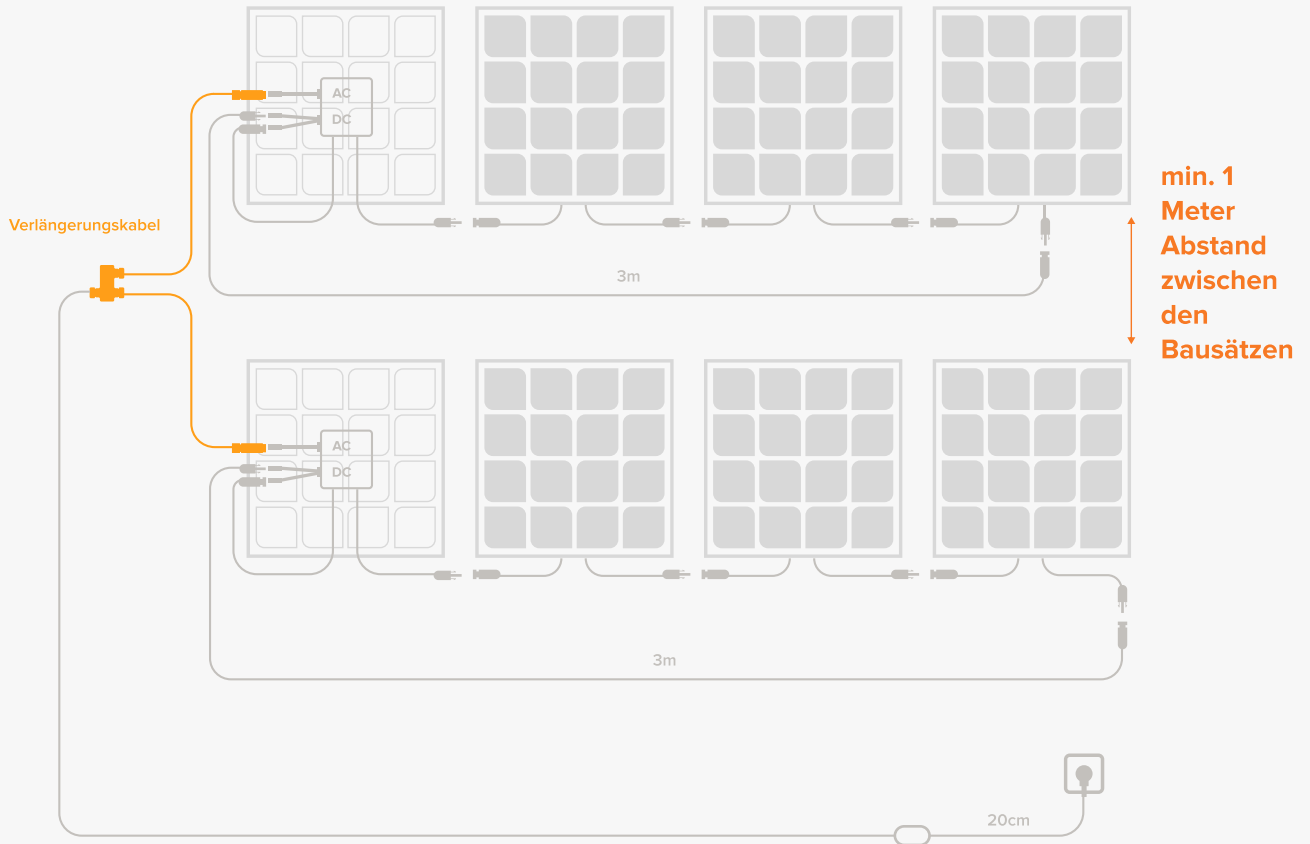 AC
DC
min. 1
Meter
Abstand
zwischen
den
Bausätzen
Verlängerungskabel
3m
AC
DC
3m
20cm